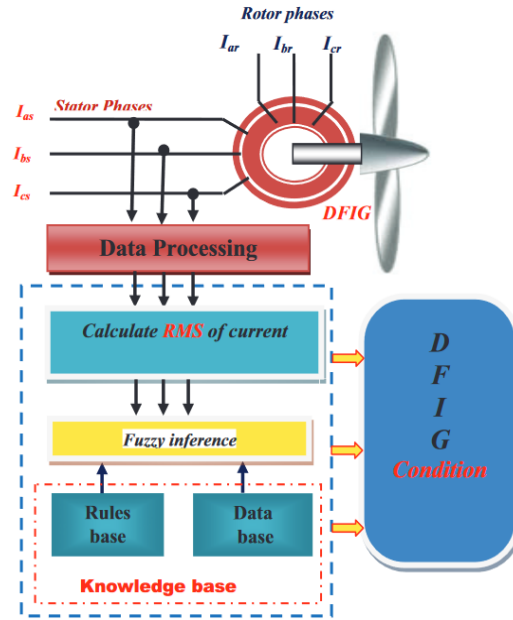 Rotor phases
Iar Ibr Icr
Ias Stator Phases
Ibs
Ics
DFIG
Data Processing
Calculate RMS of current
Fuzzy inference
Rules
base
Data
base
Knowledge base
D
F
I
G
Condition